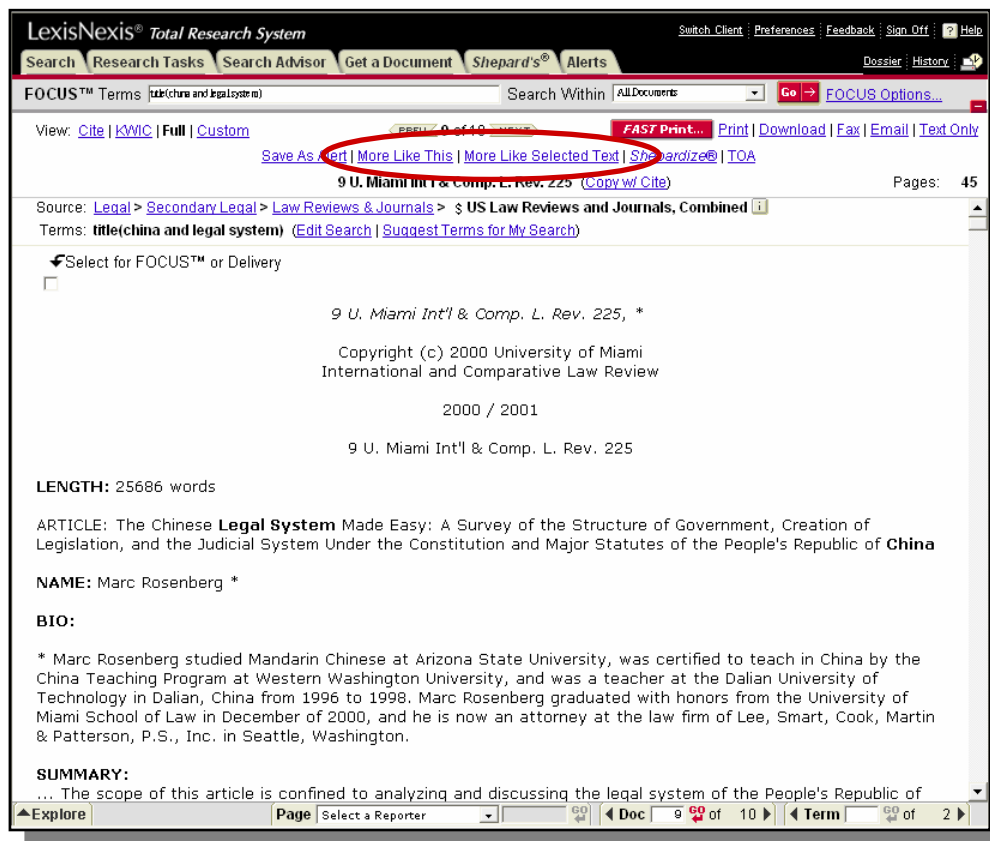 LexisNexis® Total Research System
Switch Client | Preferences | Feedback | Sign Off | ? Help
Search Research Tasks Search Advisor Get a Document Shepard's® Alerts
Dossier | History
FOCUS™ Terms title(china and legal system) Search Within All Documents Go → FOCUS Options...
View: Cite | KWIC | Full | Custom
PREV 9 of 10 NEXT
FAST Print... Print | Download | Fax | Email | Text Only
Save As Alert | More Like This | More Like Selected Text | Shepardize® | TOA
9 U. Miami Int'l & Comp. L. Rev. 225 (Copy w/ Cite)
Pages: 45
Source: Legal > Secondary Legal > Law Reviews & Journals > $ US Law Reviews and Journals, Combined i
Terms: title(china and legal system) (Edit Search | Suggest Terms for My Search)
Select for FOCUS™ or Delivery
9 U. Miami Int'l & Comp. L. Rev. 225, *
Copyright (c) 2000 University of Miami
International and Comparative Law Review
2000 / 2001
9 U. Miami Int'l & Comp. L. Rev. 225
LENGTH: 25686 words
ARTICLE: The Chinese Legal System Made Easy: A Survey of the Structure of Government, Creation of
Legislation, and the Judicial System Under the Constitution and Major Statutes of the People's Republic of China
NAME: Marc Rosenberg *
BIO:
* Marc Rosenberg studied Mandarin Chinese at Arizona State University, was certified to teach in China by the
China Teaching Program at Western Washington University, and was a teacher at the Dalian University of
Technology in Dalian, China from 1996 to 1998. Marc Rosenberg graduated with honors from the University of
Miami School of Law in December of 2000, and he is now an attorney at the law firm of Lee, Smart, Cook, Martin
& Patterson, P.S., Inc. in Seattle, Washington.
SUMMARY:
... The scope of this article is confined to analyzing and discussing the legal system of the People's Republic of
Explore Page Select a Reporter GO Doc 9 GO of 10 Term GO of 2